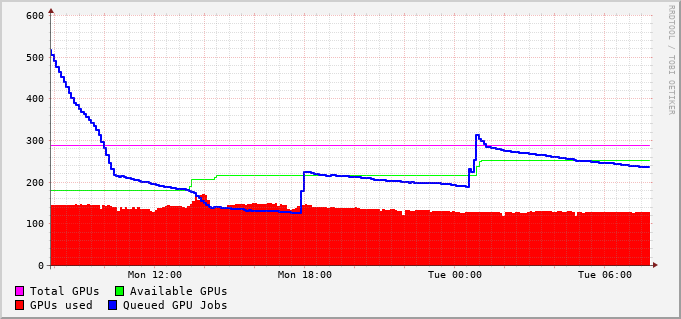 600
500
400
300
200
100
0
Mon 12:00 Mon 18:00 Tue 00:00 Tue 06:00
Total GPUs Available GPUs
GPUs used Queued GPU Jobs
RRDTOOL / TOBI OETIKER